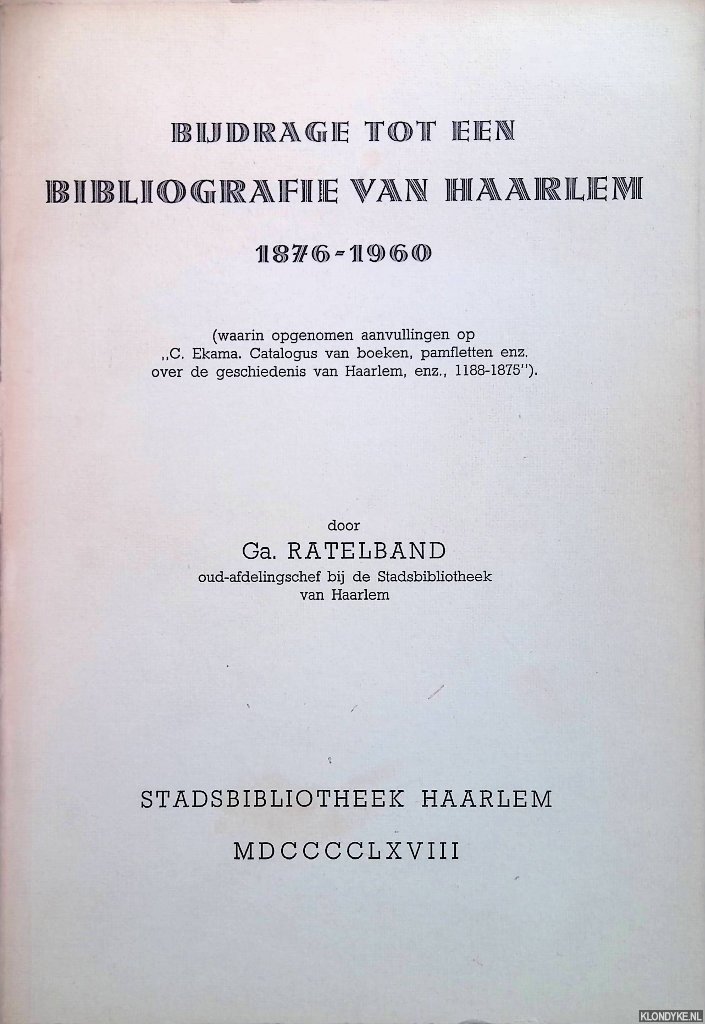 BIJDRAGE TOT EEN
BIBLIOGRAFIE VAN HAARLEM
1876-1960
(waarin opgenomen aanvullingen op
„C. Ekama. Catalogus van boeken, pamfletten enz.
over de geschiedenis van Haarlem, enz., 1188-1875").
door
Ga. RATELBAND
oud-afdelingschef bij de Stadsbibliotheek
van Haarlem
STADSBIBLIOTHEEK HAARLEM
MDCCCCCLXVIII
KLONDYKE.NL